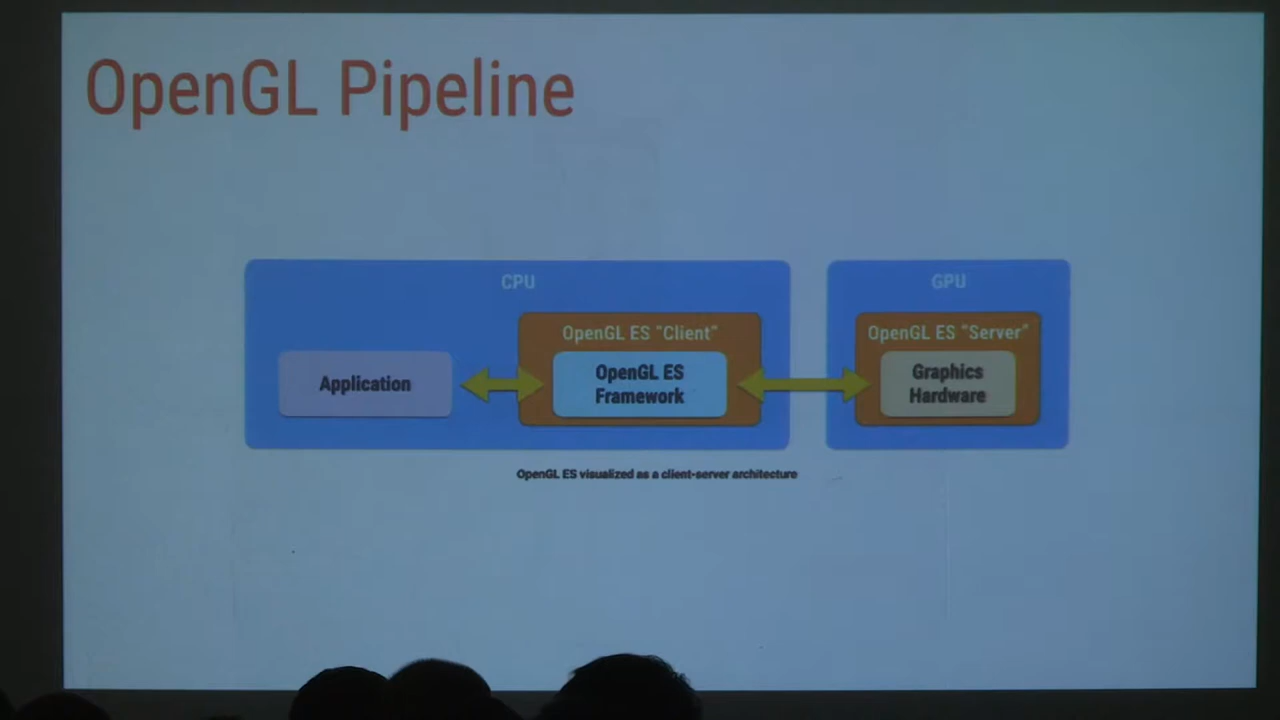 OpenGL Pipeline
CPU
GPU
OpenGL ES "Client"
OpenGL ES "Server"
Application
OpenGL ES
Framework
Graphics
Hardware
OpenGL ES visualized as a client-server architecture